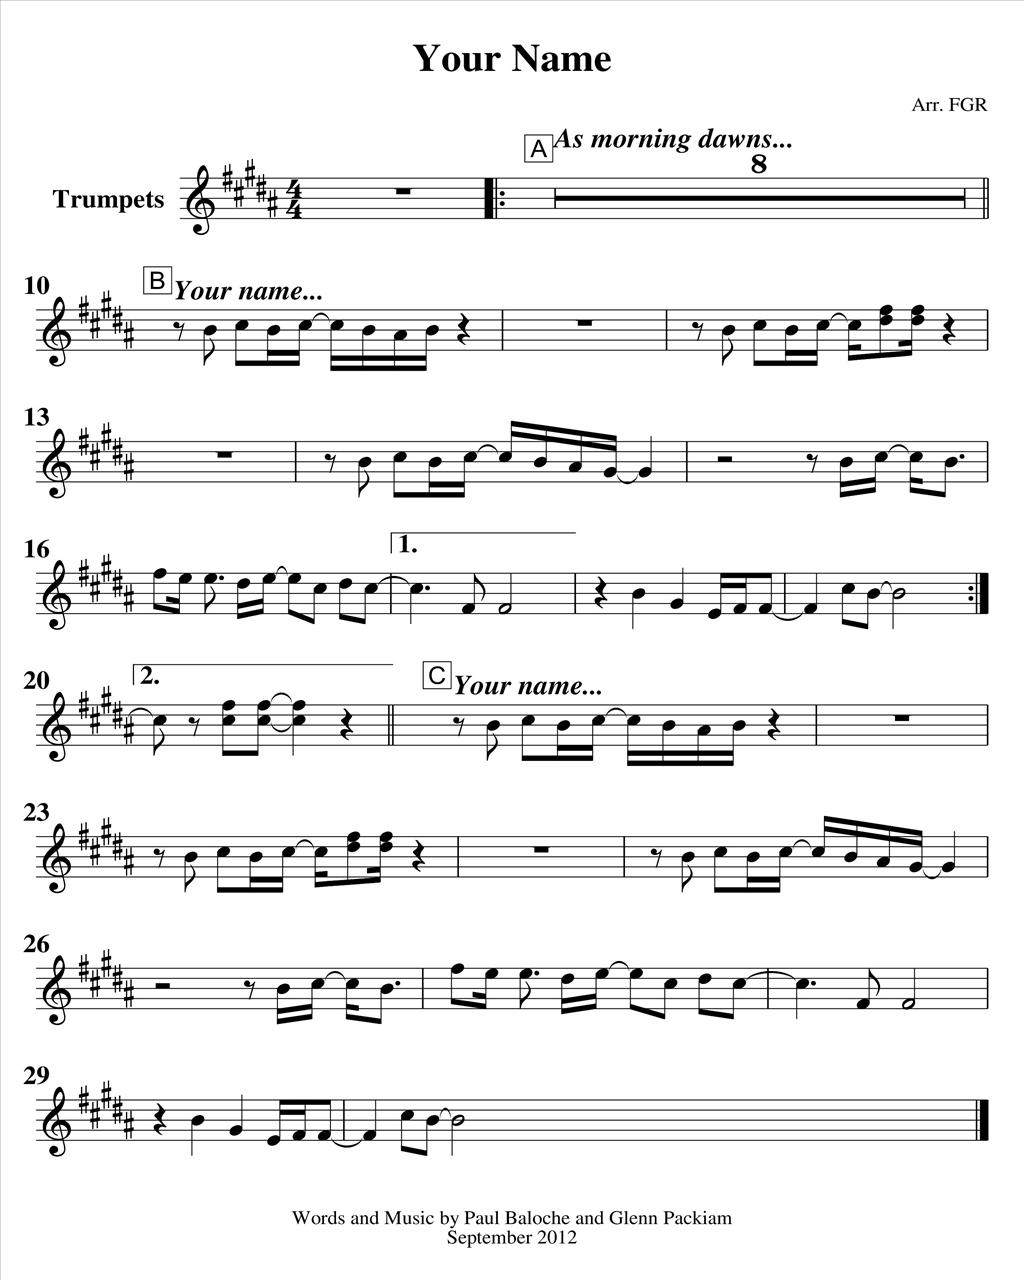 Your Name
Arr. FGR
A As morning dawns...
8
Trumpets
4
4
10 B Your name...
13
16 1.
20 2. C Your name...
23
26
29
Words and Music by Paul Baloche and Glenn Packiam
September 2012